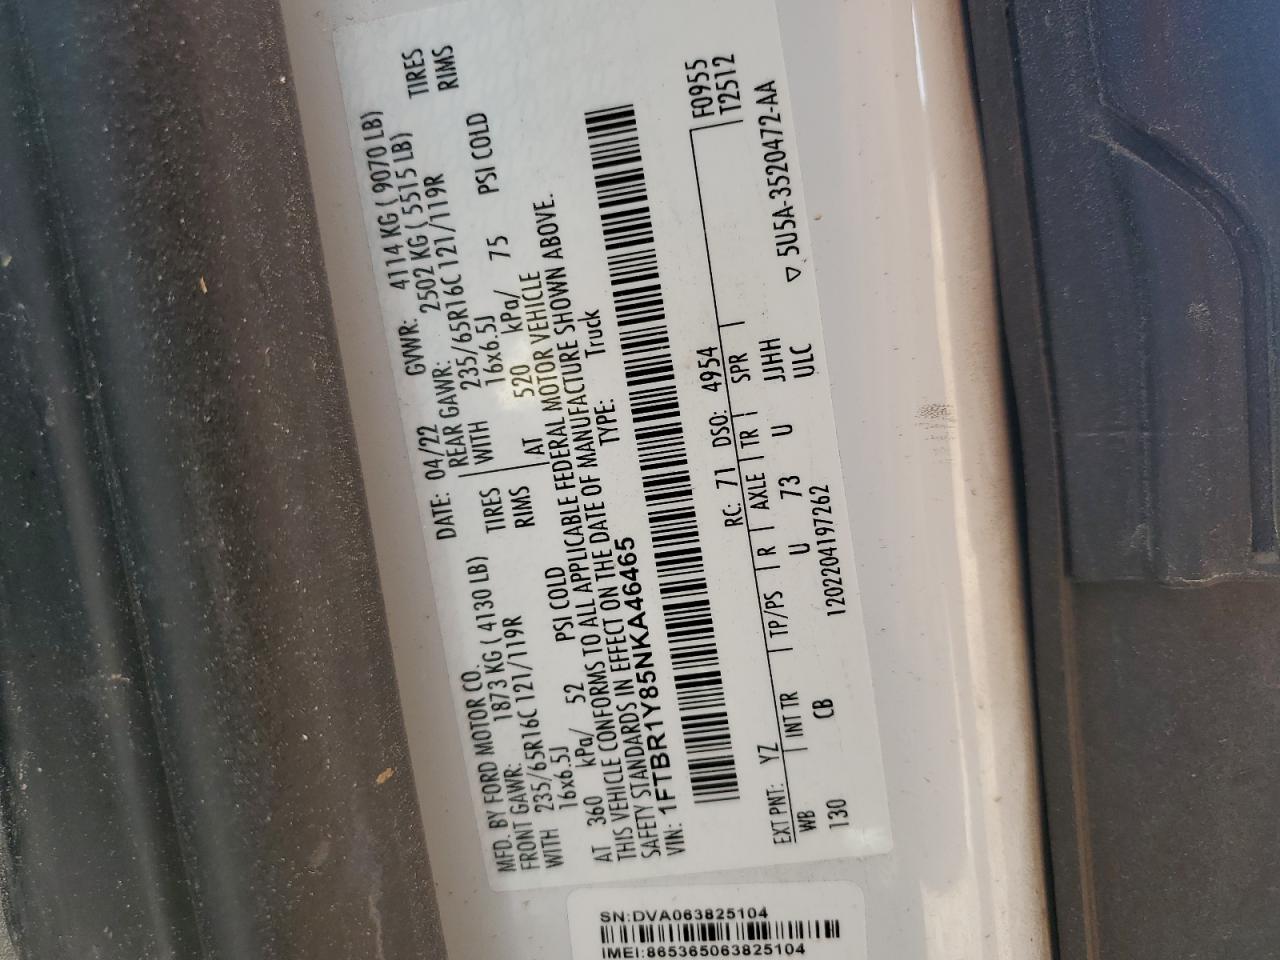 MFD. BY FORD MOTOR CO. DATE: 04/22 GVWR: 4114 KG ( 9070 LB)
FRONT GAWR: 1873 KG ( 4130 LB) REAR GAWR: 2502 KG ( 5515 LB)
WITH 235/65R16C 121/119R TIRES WITH 235/65R16C 121/119R TIRES
16x6.5J RIMS 16x6.5J RIMS
AT 360 kPa/ 52 PSI COLD AT 520 kPa/ 75 PSI COLD
THIS VEHICLE CONFORMS TO ALL APPLICABLE FEDERAL MOTOR VEHICLE
SAFETY STANDARDS IN EFFECT ON THE DATE OF MANUFACTURE SHOWN ABOVE.
VIN: 1FTBR1Y85NKA46465 TYPE: Truck
F0955
T2512
EXT PNT: YZ RC: 71 DSO: 4954
WB INT TR TP/PS R AXLE TR SPR
130 CB U 73 U JJHH
ULC
1202204197262 ▽ 5U5A-3520472-AA
SN:DVA063825104
IMEI:865365063825104